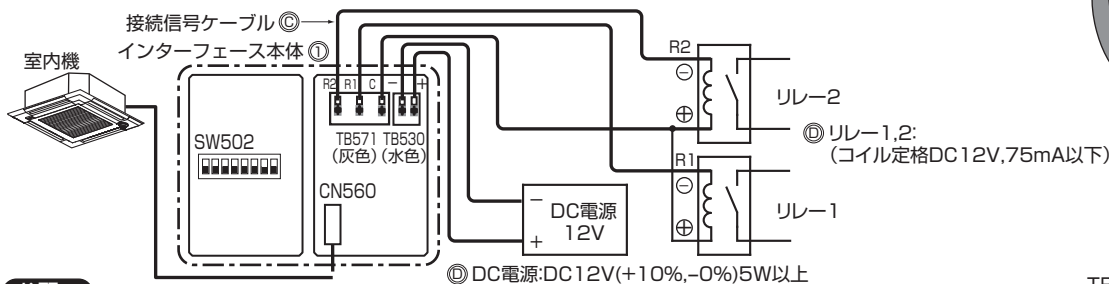 接続信号ケーブル Ⓒ
インターフェース本体 ①
室内機
R2 R1 C － ＋
SW502
TB571 TB530
(灰色) (水色)
CN560
－ DC電源
＋ 12V
Ⓓ DC電源:DC12V(+10%,−0%)5W以上
R2
⊖
⊕
リレー2
Ⓓ リレー1,2:
(コイル定格DC12V,75mA以下)
R1
⊖
⊕
リレー1